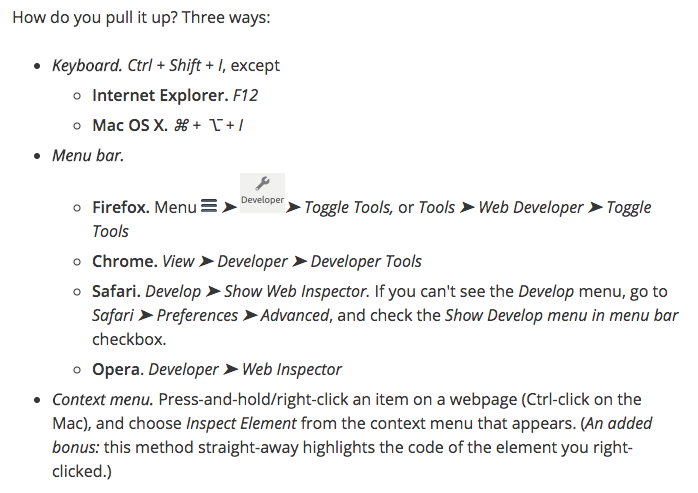 How do you pull it up? Three ways:
• Keyboard. Ctrl + Shift + I, except
◦ Internet Explorer. F12
◦ Mac OS X. ⌘ + ⌥ + I
• Menu bar.
◦ Firefox. Menu ☰ ➤ Developer ➤ Toggle Tools, or Tools ➤ Web Developer ➤ Toggle
Tools
◦ Chrome. View ➤ Developer ➤ Developer Tools
◦ Safari. Develop ➤ Show Web Inspector. If you can't see the Develop menu, go to
Safari ➤ Preferences ➤ Advanced, and check the Show Develop menu in menu bar
checkbox.
◦ Opera. Developer ➤ Web Inspector
• Context menu. Press-and-hold/right-click an item on a webpage (Ctrl-click on the
Mac), and choose Inspect Element from the context menu that appears. (An added
bonus: this method straight-away highlights the code of the element you right-
clicked.)